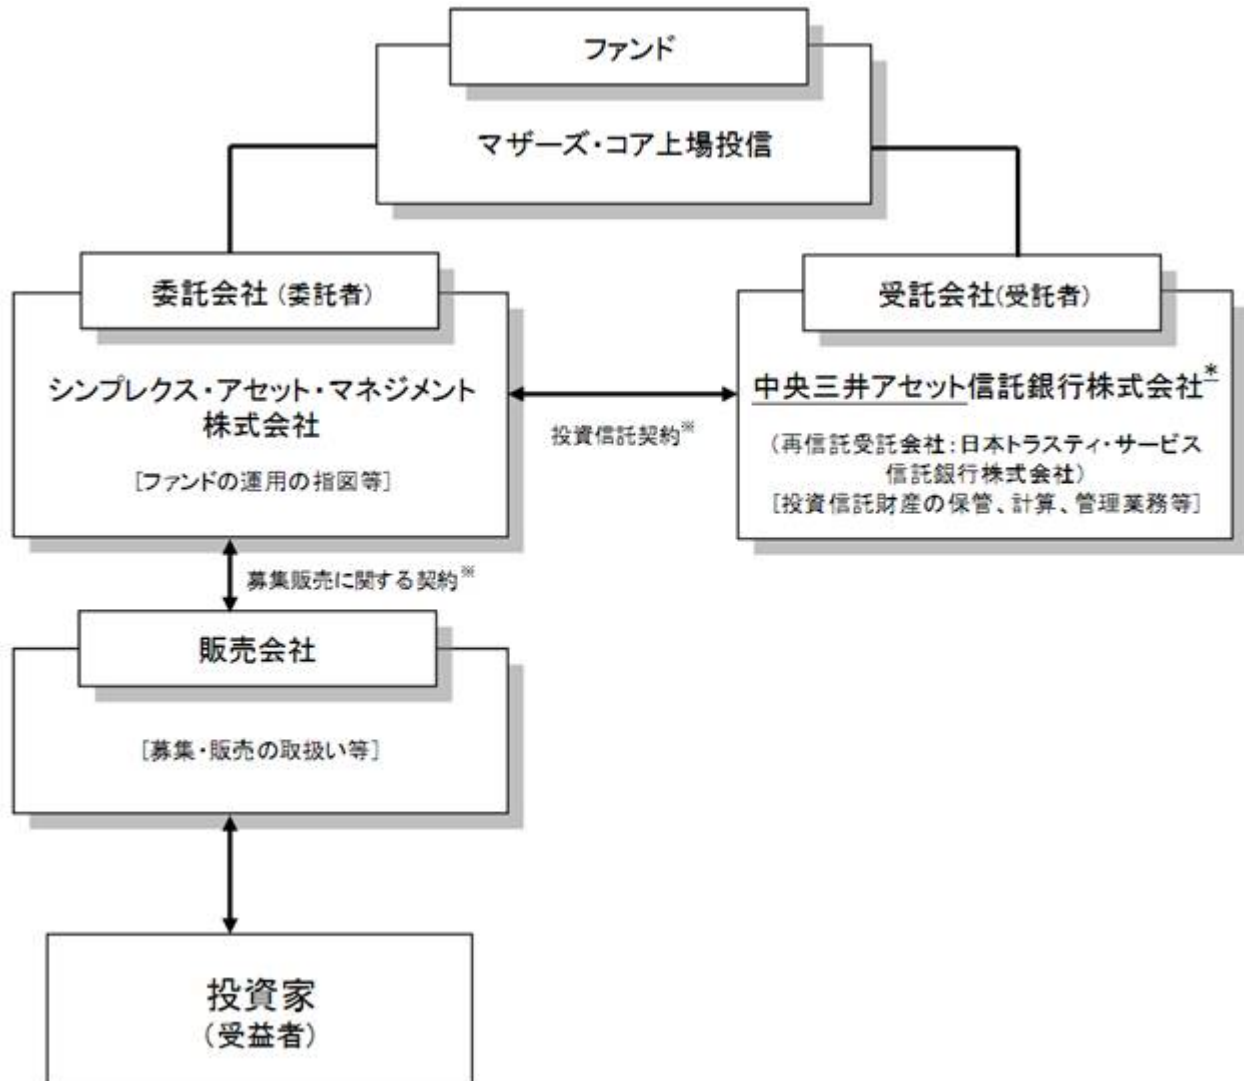 ファンド
マザーズ・コア上場投信
委託会社（委託者）
シンプレクス・アセット・マネジメント
株式会社
［ファンドの運用の指図等］
投資信託契約※
受託会社（受託者）
中央三井アセット信託銀行株式会社*
（再信託受託会社：日本トラスティ・サービス
信託銀行株式会社）
［投資信託財産の保管、計算、管理業務等］
募集販売に関する契約※
販売会社
［募集・販売の取扱い等］
投資家
（受益者）